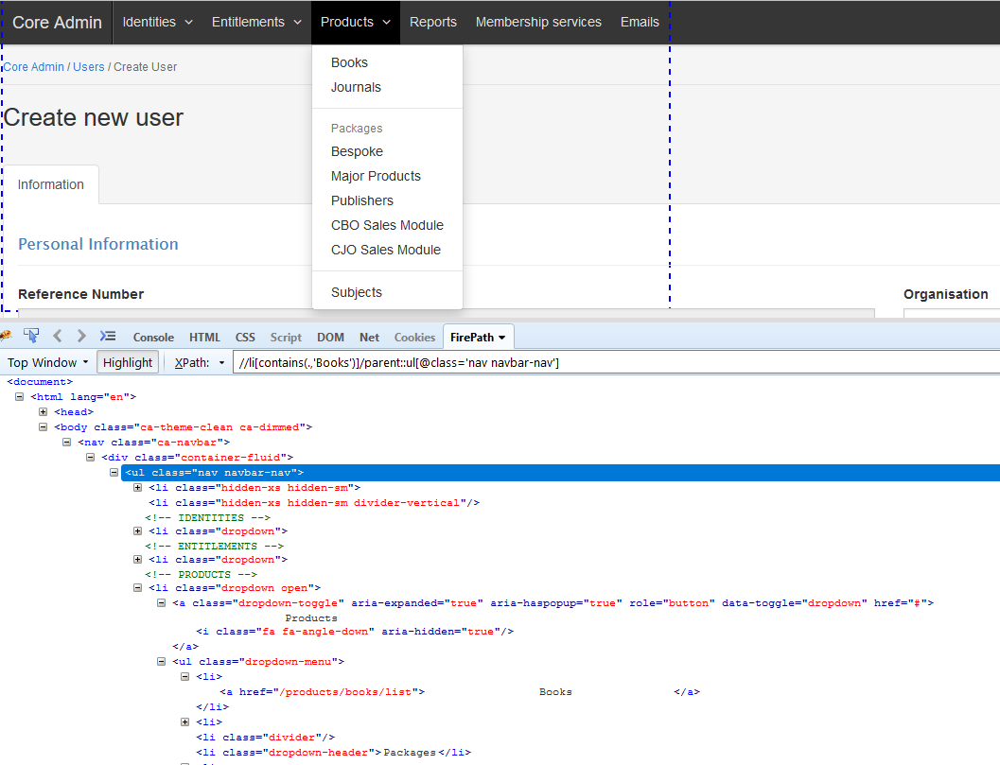 Core Admin Identities Entitlements Products Reports Membership services Emails
Core Admin / Users / Create User
Books
Journals
Create new user
Packages
Bespoke
Major Products
Information
Publishers
CBO Sales Module
Personal Information
CJO Sales Module
Subjects
Reference Number Organisation
Console HTML CSS Script DOM Net Cookies FirePath
Top Window Highlight XPath: //li[contains(.,'Books')]/parent::ul[@class='nav navbar-nav']
<document>
<html lang="en">
<head>
<body class="ca-theme-clean ca-dimmed">
<nav class="ca-navbar">
<div class="container-fluid">
<ul class="nav navbar-nav">
<li class="hidden-xs hidden-sm">
<li class="hidden-xs hidden-sm divider-vertical"/>
<!-- IDENTITIES -->
<li class="dropdown">
<!-- ENTITLEMENTS -->
<li class="dropdown">
<!-- PRODUCTS -->
<li class="dropdown open">
<a class="dropdown-toggle" aria-expanded="true" aria-haspopup="true" role="button" data-toggle="dropdown" href="#">
Products
<i class="fa fa-angle-down" aria-hidden="true"/>
</a>
<ul class="dropdown-menu">
<li>
<a href="/products/books/list"> Books </a>
</li>
<li>
<li class="divider"/>
<li class="dropdown-header">Packages</li>